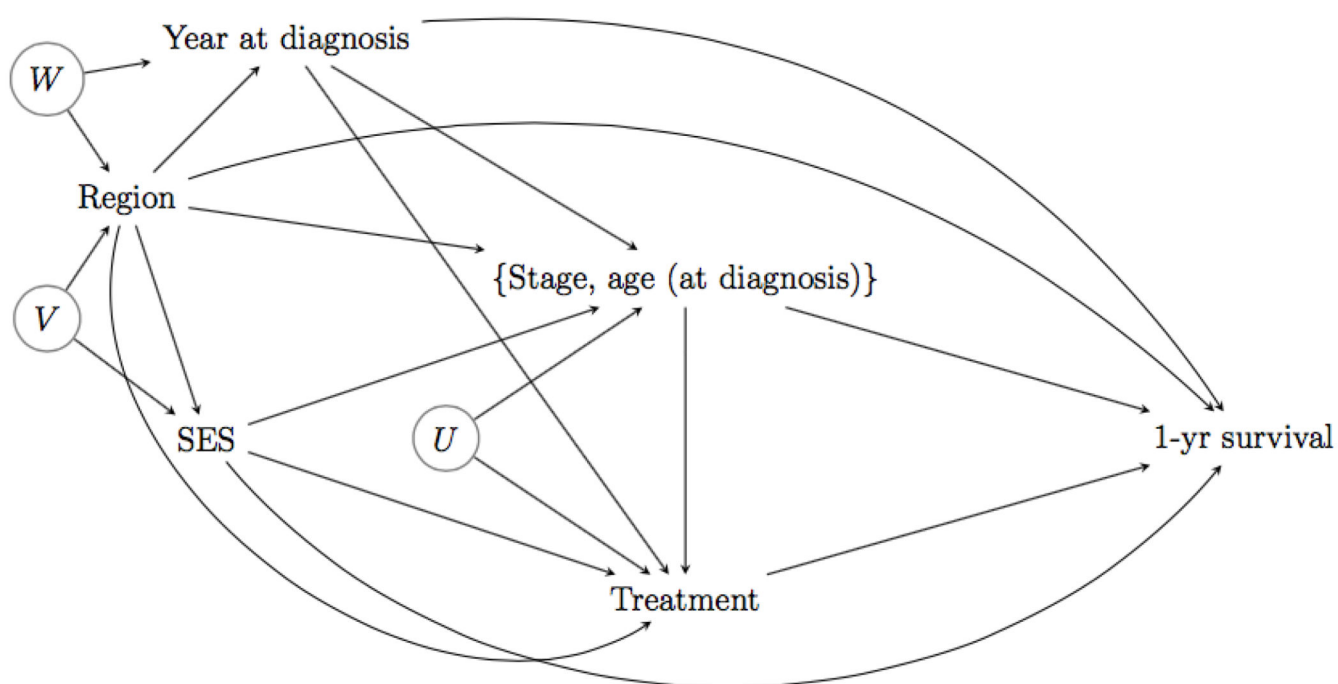 Year at diagnosis
W
Region
{Stage, age (at diagnosis)}
V
SES
U
1-yr survival
Treatment